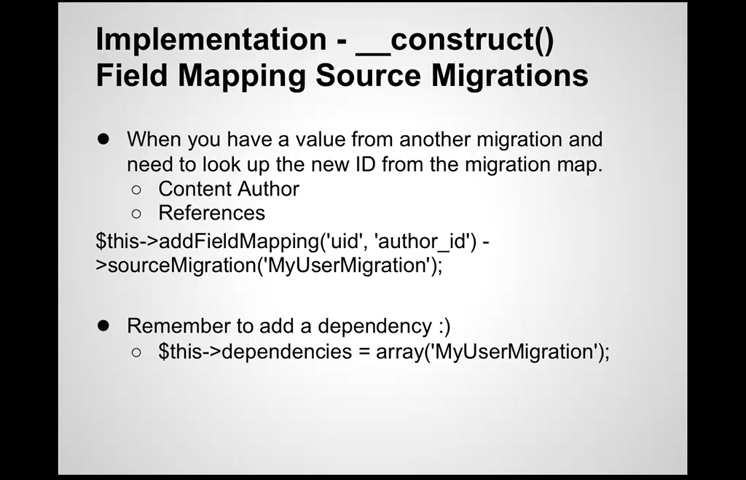 Implementation - __construct()
Field Mapping Source Migrations
● When you have a value from another migration and
need to look up the new ID from the migration map.
○ Content Author
○ References
$this->addFieldMapping('uid', 'author_id') -
>sourceMigration('MyUserMigration');
● Remember to add a dependency :)
○ $this->dependencies = array('MyUserMigration');